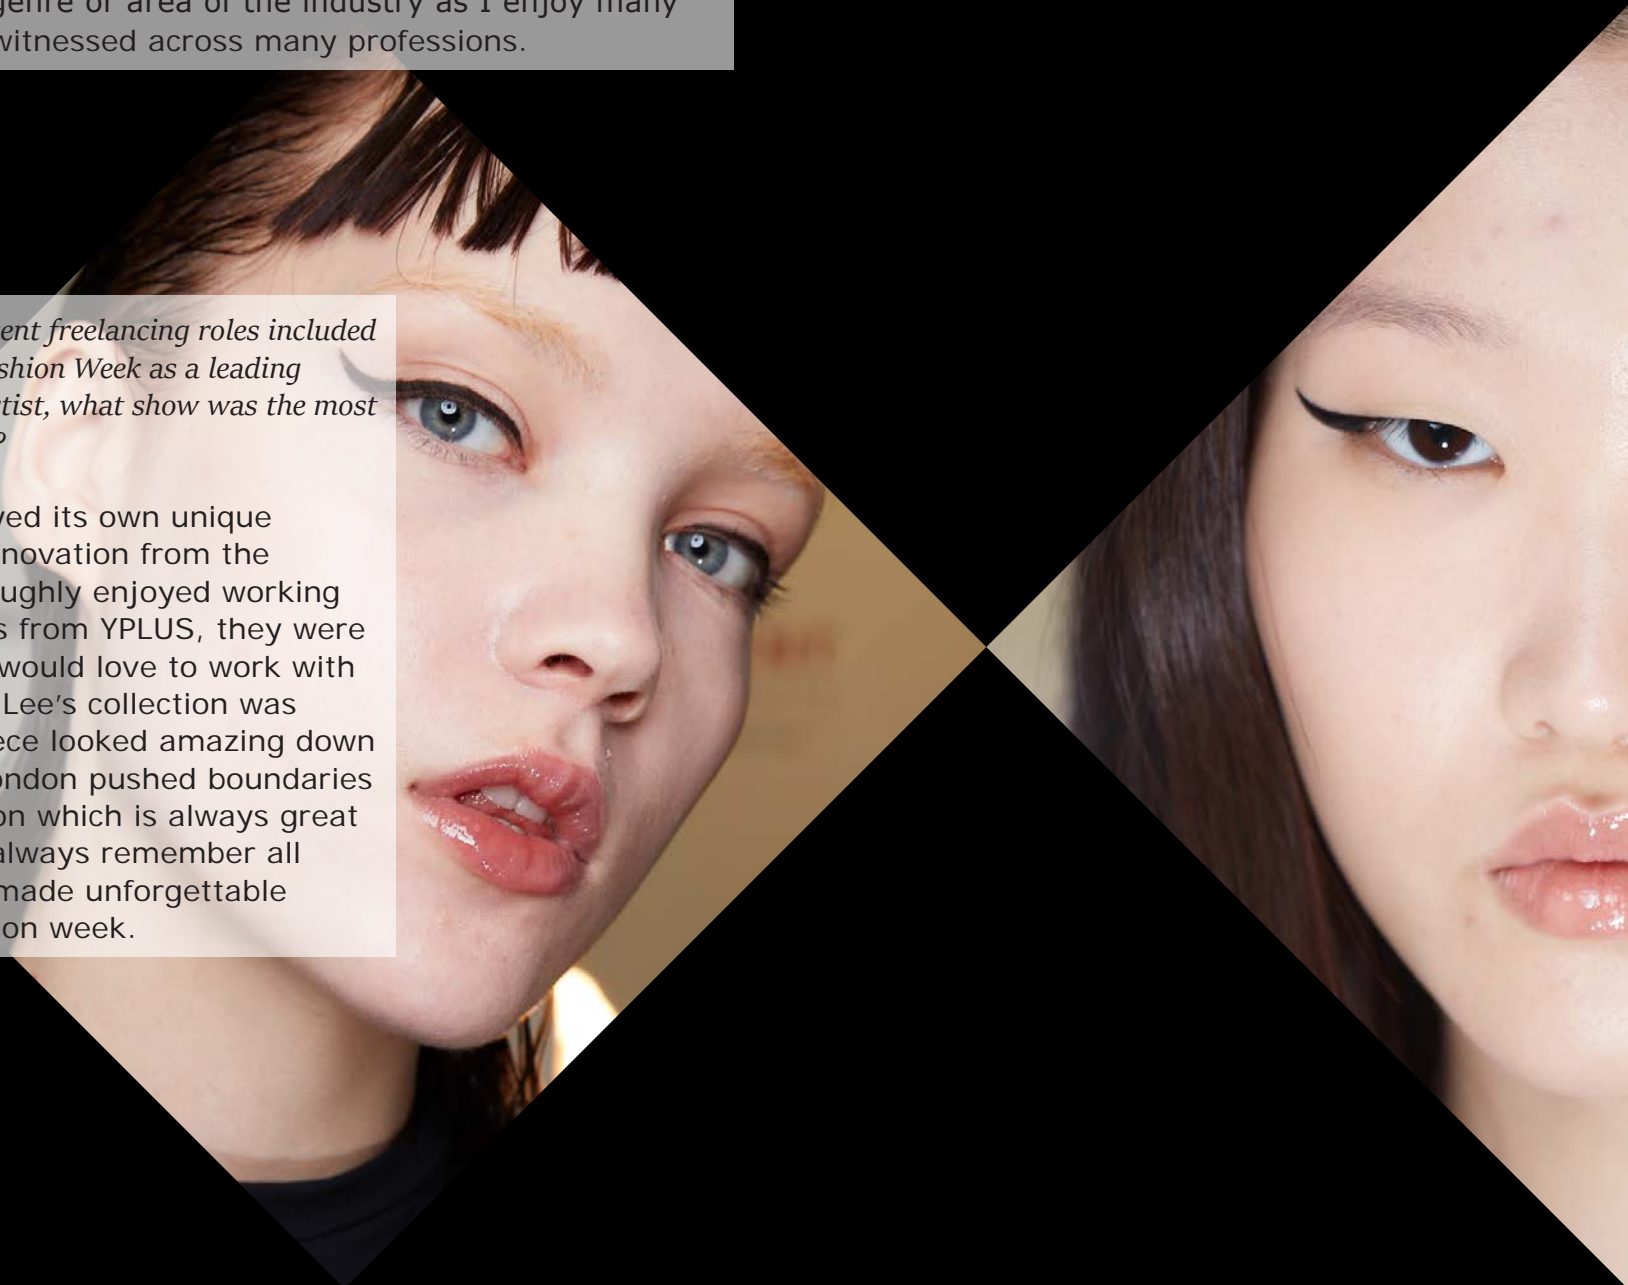 genre or area of the industry as I enjoy many
witnessed across many professions.
ent freelancing roles included
shion Week as a leading
tist, what show was the most
?
yed its own unique
novation from the
ughly enjoyed working
s from YPLUS, they were
would love to work with
Lee's collection was
ece looked amazing down
ondon pushed boundaries
on which is always great
always remember all
made unforgettable
on week.